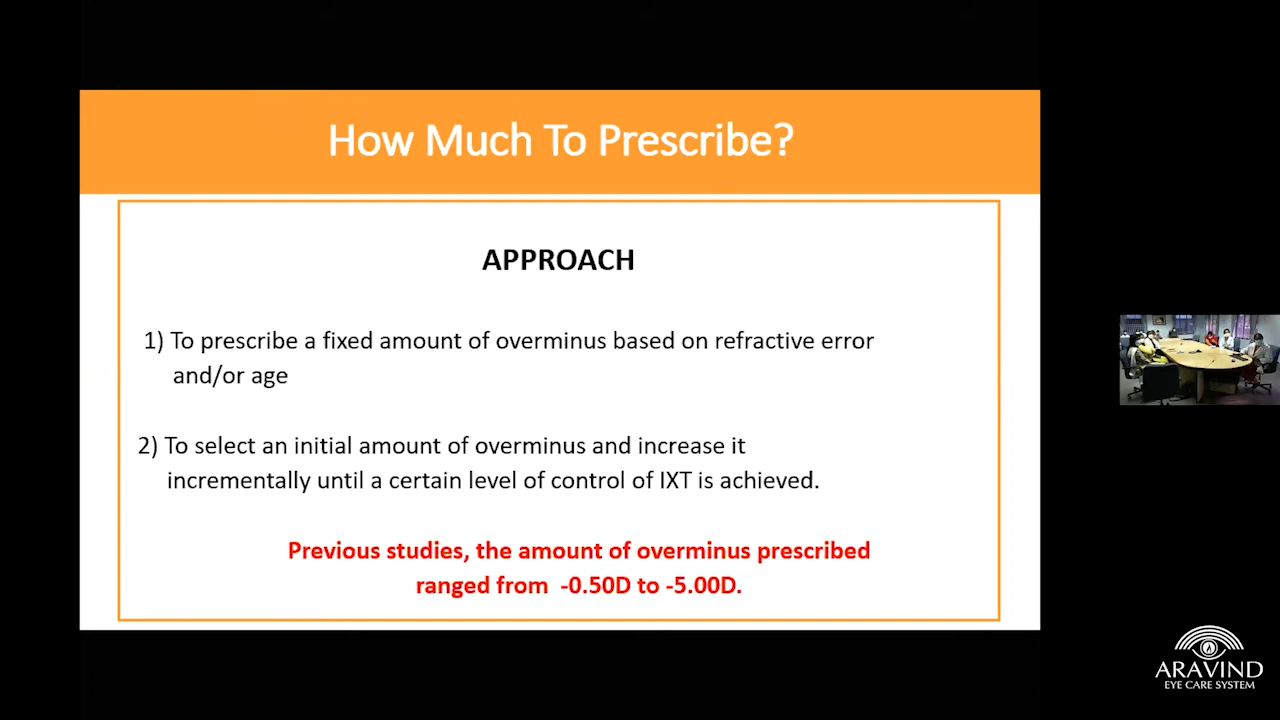 How Much To Prescribe?
APPROACH
1) To prescribe a fixed amount of overminus based on refractive error
and/or age
2) To select an initial amount of overminus and increase it
incrementally until a certain level of control of IXT is achieved.
Previous studies, the amount of overminus prescribed
ranged from -0.50D to -5.00D.
ARAVIND
EYE CARE SYSTEM